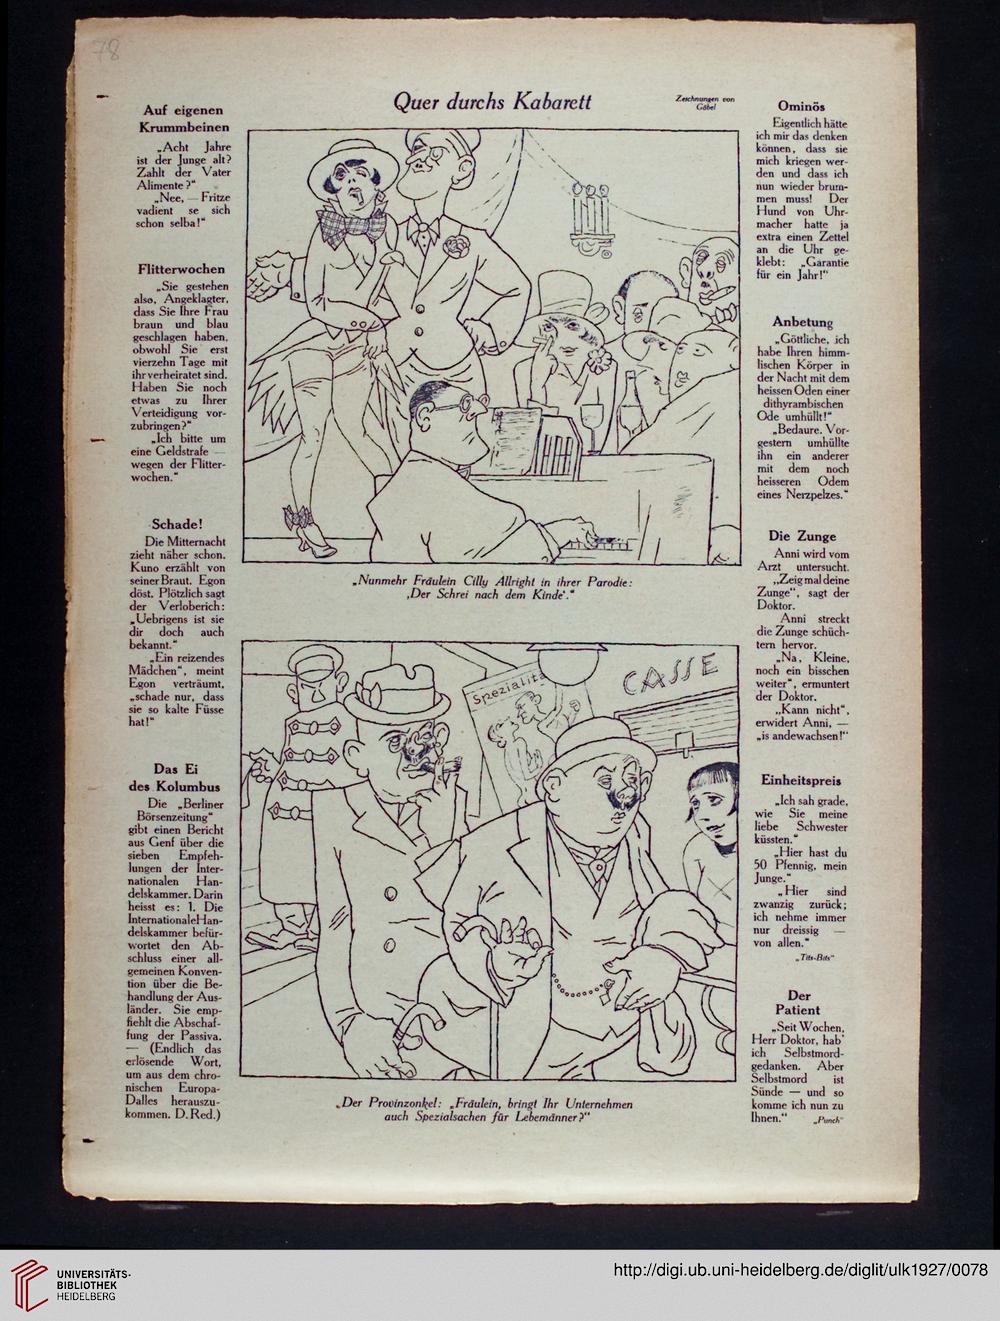 78
Quer durchs Kabarett
Zeichnungen von
Göbel
Auf eigenen
Krummbeinen
„Acht Jahre
ist der Junge alt?
Zahlt der Vater
Alimente?"
„Nee, — Fritze
vadient se sich
schon selba!"
Flitterwochen
„Sie gestehen
also, Angeklagter,
dass Sie Ihre Frau
braun und blau
geschlagen haben,
obwohl Sie erst
vierzehn Tage mit
ihr verheiratet sind.
Haben Sie noch
etwas zu Ihrer
Verteidigung vor-
zubringen?"
„Ich bitte um
eine Geldstrafe —
wegen der Flitter-
wochen."
Schade!
Die Mitternacht
zieht näher schon.
Kuno erzählt von
seiner Braut. Egon
döst. Plötzlich sagt
der Verloberich:
„Uebrigens ist sie
dir doch auch
bekannt."
„Ein reizendes
Mädchen", meint
Egon verträumt,
„schade nur, dass
sie so kalte Füsse
hat!"
Das Ei
des Kolumbus
Die „Berliner
Börsenzeitung"
gibt einen Bericht
aus Genf über die
sieben Empfeh-
lungen der Inter-
nationalen Han-
delskammer. Darin
heisst es: 1. Die
Internationale Han-
delskammer befür-
wortet den Ab-
schluss einer all-
gemeinen Konven-
tion über die Be-
handlung der Aus-
länder. Sie emp-
fiehlt die Abschaf-
fung der Passiva.
— (Endlich das
erlösende Wort,
um aus dem chro-
nischen Europa-
Dalles herauszu-
kommen. D. Red.)
„Nunmehr Fräulein Cilly Allright in ihrer Parodie:
‚Der Schrei nach dem Kinde'."
Spezialitä
CASSE
„Der Provinzonkel: „Fräulein, bringt Ihr Unternehmen
auch Spezialsachen für Lebemänner?"
Ominös
Eigentlich hätte
ich mir das denken
können, dass sie
mich kriegen wer-
den und dass ich
nun wieder brum-
men muss! Der
Hund von Uhr-
macher hatte ja
extra einen Zettel
an die Uhr ge-
klebt: „Garantie
für ein Jahr!"
Anbetung
„Göttliche, ich
habe Ihren himm-
lischen Körper in
der Nacht mit dem
heissen Oden einer
dithyrambischen
Ode umhüllt!"
„Bedaure. Vor-
gestern umhüllte
ihn ein anderer
mit dem noch
heisseren Odem
eines Nerzpelzes."
Die Zunge
Anni wird vom
Arzt untersucht.
„Zeig mal deine
Zunge", sagt der
Doktor.
Anni streckt
die Zunge schüch-
tern hervor.
„Na, Kleine,
noch ein bisschen
weiter", ermuntert
der Doktor.
„Kann nicht",
erwidert Anni, —
„is andewachsen!"
Einheitspreis
„Ich sah grade,
wie Sie meine
liebe Schwester
küssten."
„Hier hast du
50 Pfennig, mein
Junge."
„Hier sind
zwanzig zurück;
ich nehme immer
nur dreissig —
von allen."
„Tits-Bits"
Der
Patient
„Seit Wochen,
Herr Doktor, hab'
ich Selbstmord-
gedanken. Aber
Selbstmord ist
Sünde — und so
komme ich nun zu
Ihnen."
„Punch"
UNIVERSITÄTS-
BIBLIOTHEK
HEIDELBERG
http://digi.ub.uni-heidelberg.de/diglit/ulk1927/0078